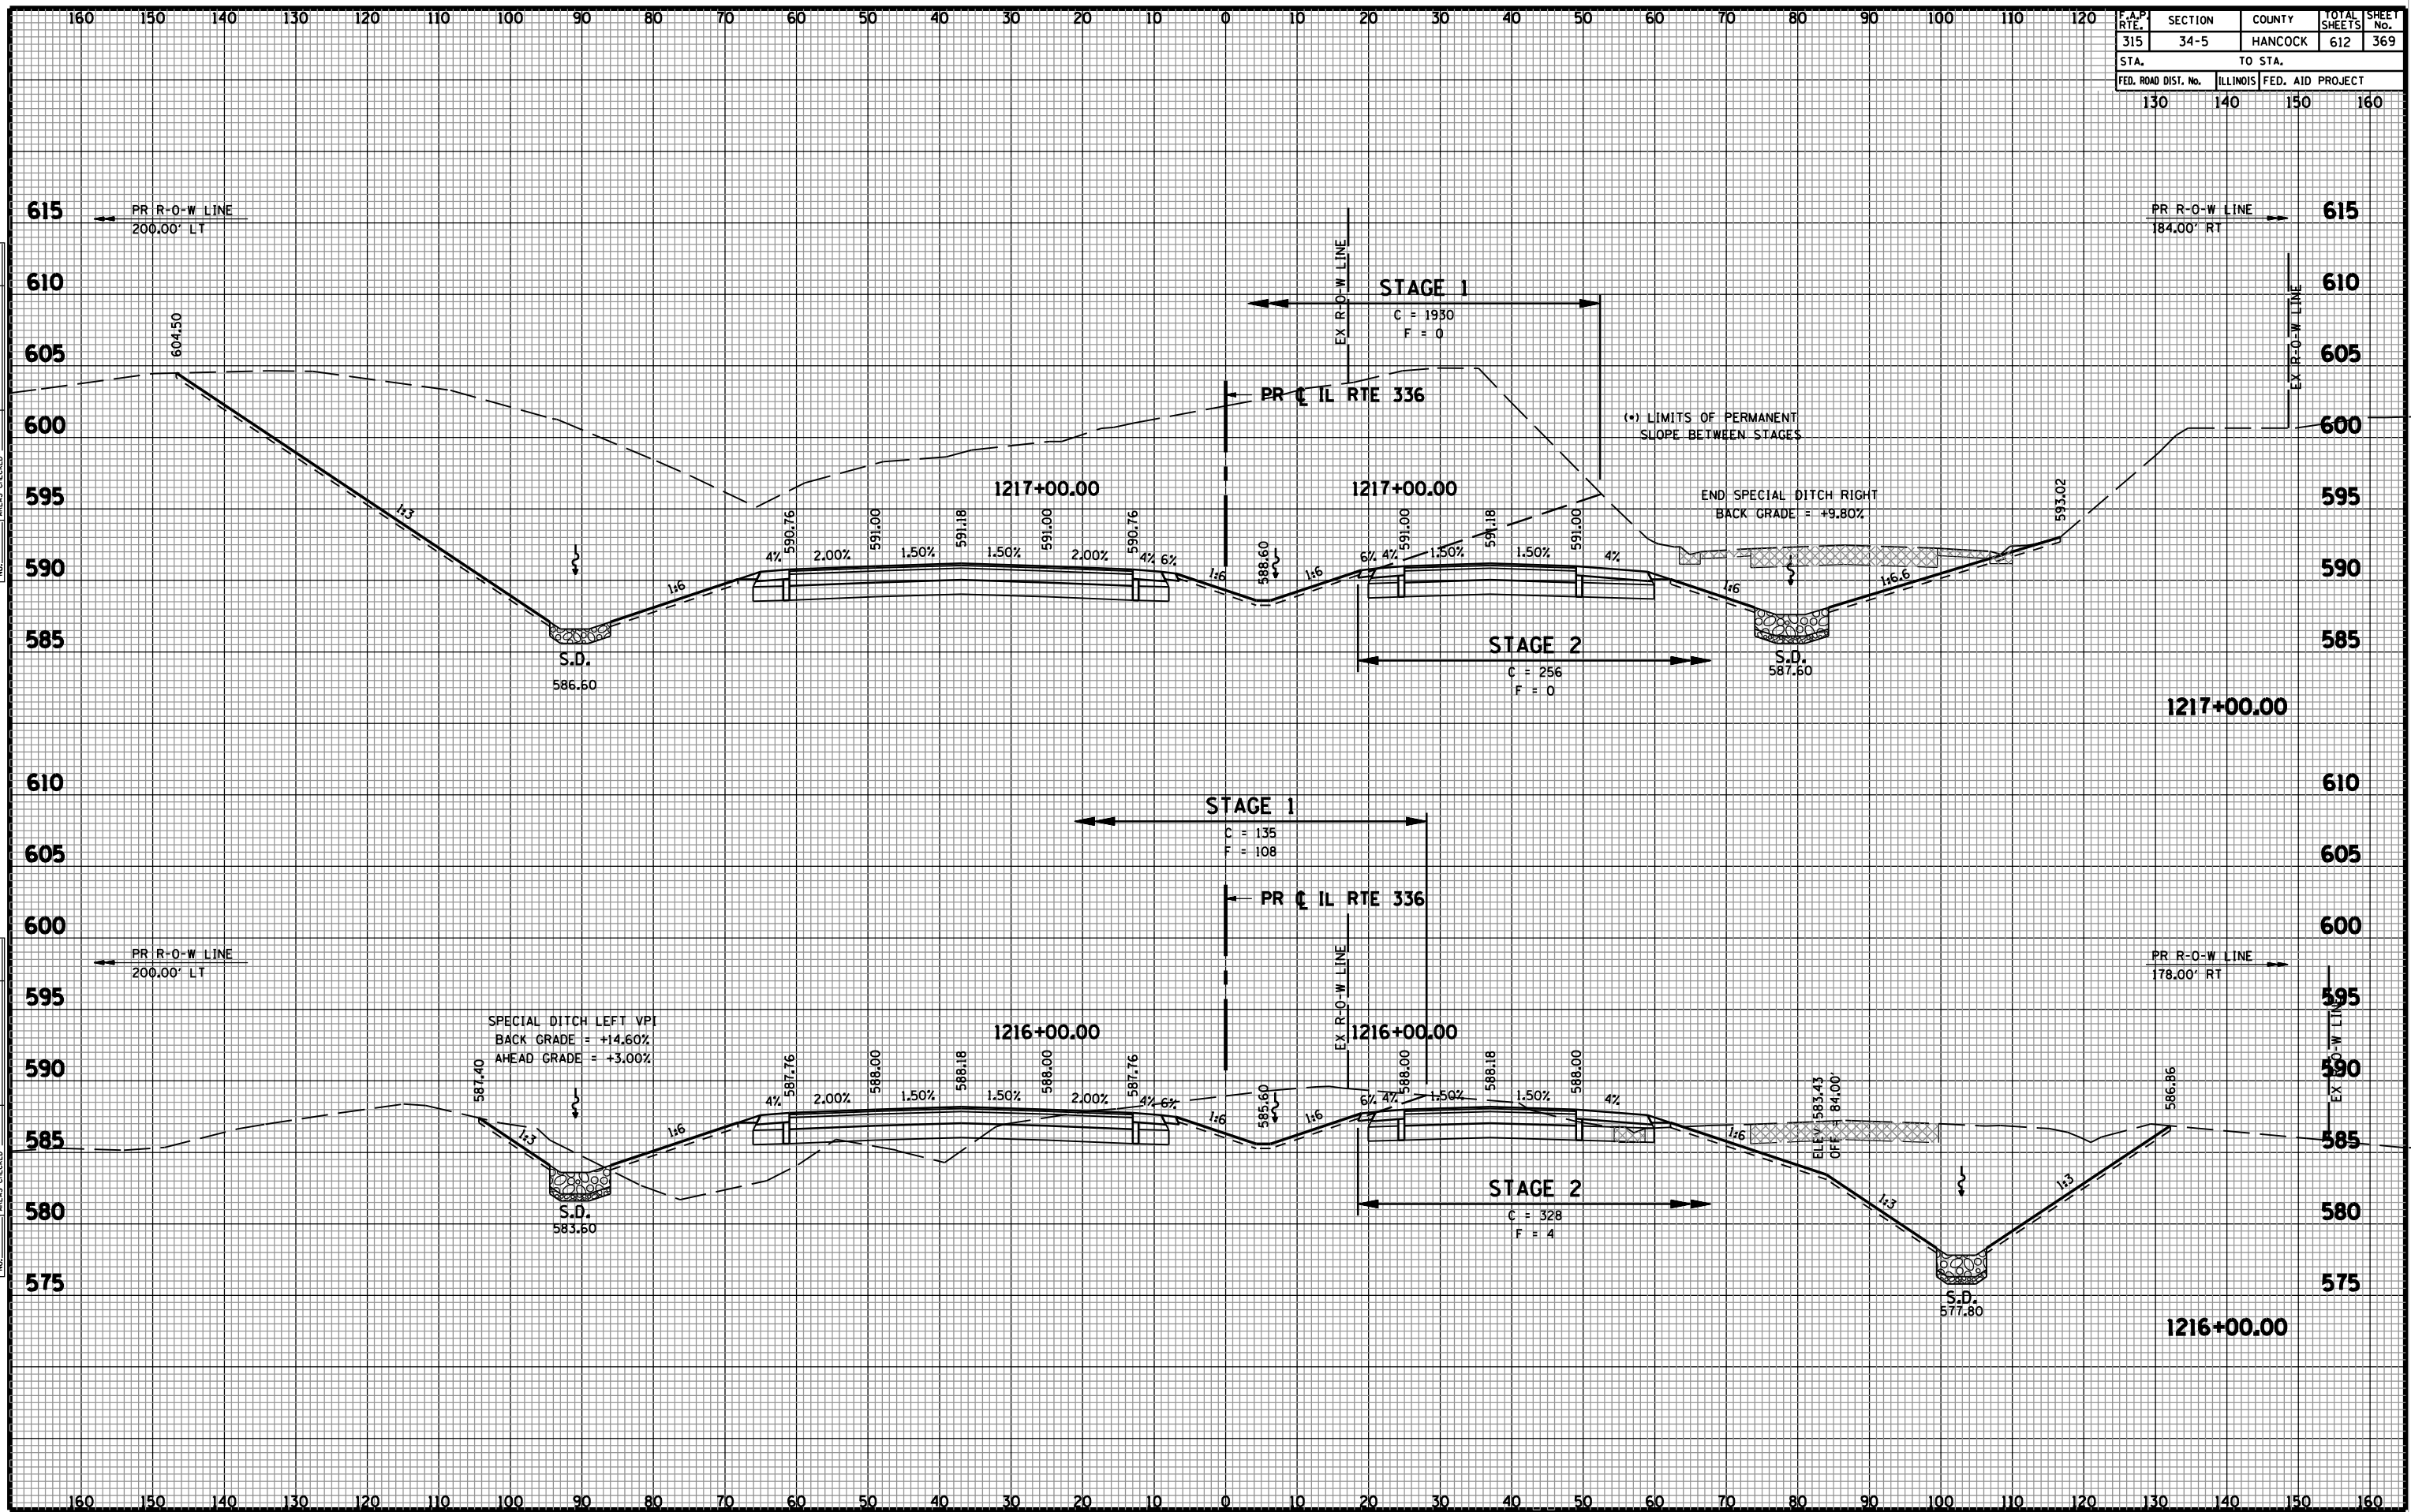 160 150 140 130 120 110 100 90 80 70 60 50 40 30 20 10 0 10 20 30 40 50 60 70 80 90 100 110 120
F.A.P. RTE. SECTION COUNTY TOTAL SHEETS SHEET No.
315 34-5 HANCOCK 612 369
STA. TO STA.
FED. ROAD DIST. No. ILLINOIS FED. AID PROJECT
130 140 150 160
615 615
PR R-O-W LINE
200.00' LT
PR R-O-W LINE
184.00' RT
610 610
EX R-O-W LINE
STAGE 1
C = 1930
F = 0
EX R-O-W LINE
604.50
605 605
PR ℄ IL RTE 336
600 600
(*) LIMITS OF PERMANENT
SLOPE BETWEEN STAGES
595 595
1217+00.00 1217+00.00
END SPECIAL DITCH RIGHT
BACK GRADE = +9.80%
593.02
1:3
590.76 591.00 591.18 591.00 590.76 588.60 591.00 591.18 591.00
4% 2.00% 1.50% 1.50% 2.00% 4% 6% 6% 4% 1.50% 1.50% 4%
590 590
1:6 1:6 1:6 1:6 1:6.6
585 585
S.D.
586.60
STAGE 2
C = 256
F = 0
S.D.
587.60
1217+00.00
610 610
STAGE 1
C = 135
F = 108
605 605
PR ℄ IL RTE 336
600 600
PR R-O-W LINE
200.00' LT
EX R-O-W LINE
PR R-O-W LINE
178.00' RT
595 595
EX R-O-W LINE
SPECIAL DITCH LEFT VPI
BACK GRADE = +14.60%
AHEAD GRADE = +3.00%
1216+00.00 1216+00.00
590 590
587.40 587.76 588.00 588.18 588.00 587.76 585.60 588.00 588.18 588.00
ELEV 583.43
OFF 84.00'
586.86
4% 2.00% 1.50% 1.50% 2.00% 4% 6% 6% 4% 1.50% 1.50% 4%
585 585
1:3 1:6 1:6 1:6 1:6 1:3 1:3
580 580
S.D.
583.60
STAGE 2
C = 328
F = 4
575 575
S.D.
577.80
1216+00.00
160 150 140 130 120 110 100 90 80 70 60 50 40 30 20 10 0 10 20 30 40 50 60 70 80 90 100 110 120 130 140 150 160